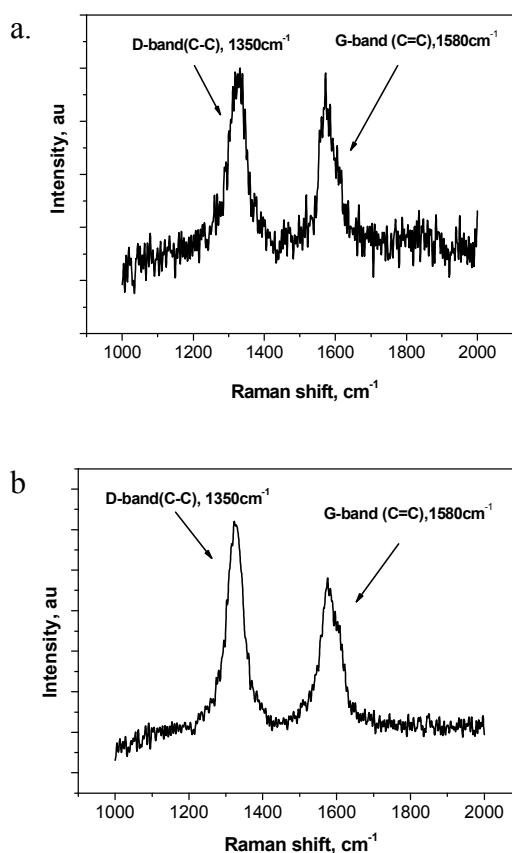 a.
D-band(C-C), 1350cm⁻¹
G-band (C=C),1580cm⁻¹
Intensity, au
1000 1200 1400 1600 1800 2000
Raman shift, cm⁻¹
b
D-band(C-C), 1350cm⁻¹
G-band (C=C),1580cm⁻¹
Intensity, au
1000 1200 1400 1600 1800 2000
Raman shift, cm⁻¹